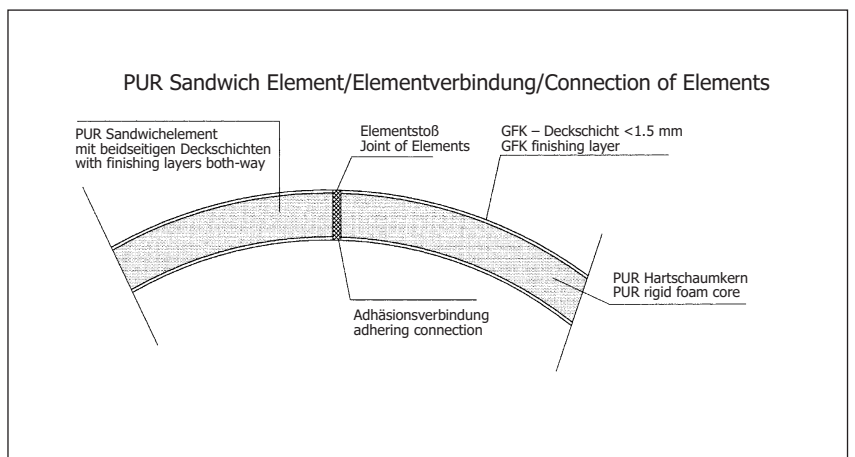 PUR Sandwich Element/Elementverbindung/Connection of Elements
PUR Sandwichelement
mit beidseitigen Deckschichten
with finishing layers both-way
Elementstoß
Joint of Elements
GFK – Deckschicht <1.5 mm
GFK finishing layer
PUR Hartschaumkern
PUR rigid foam core
Adhäsionsverbindung
adhering connection